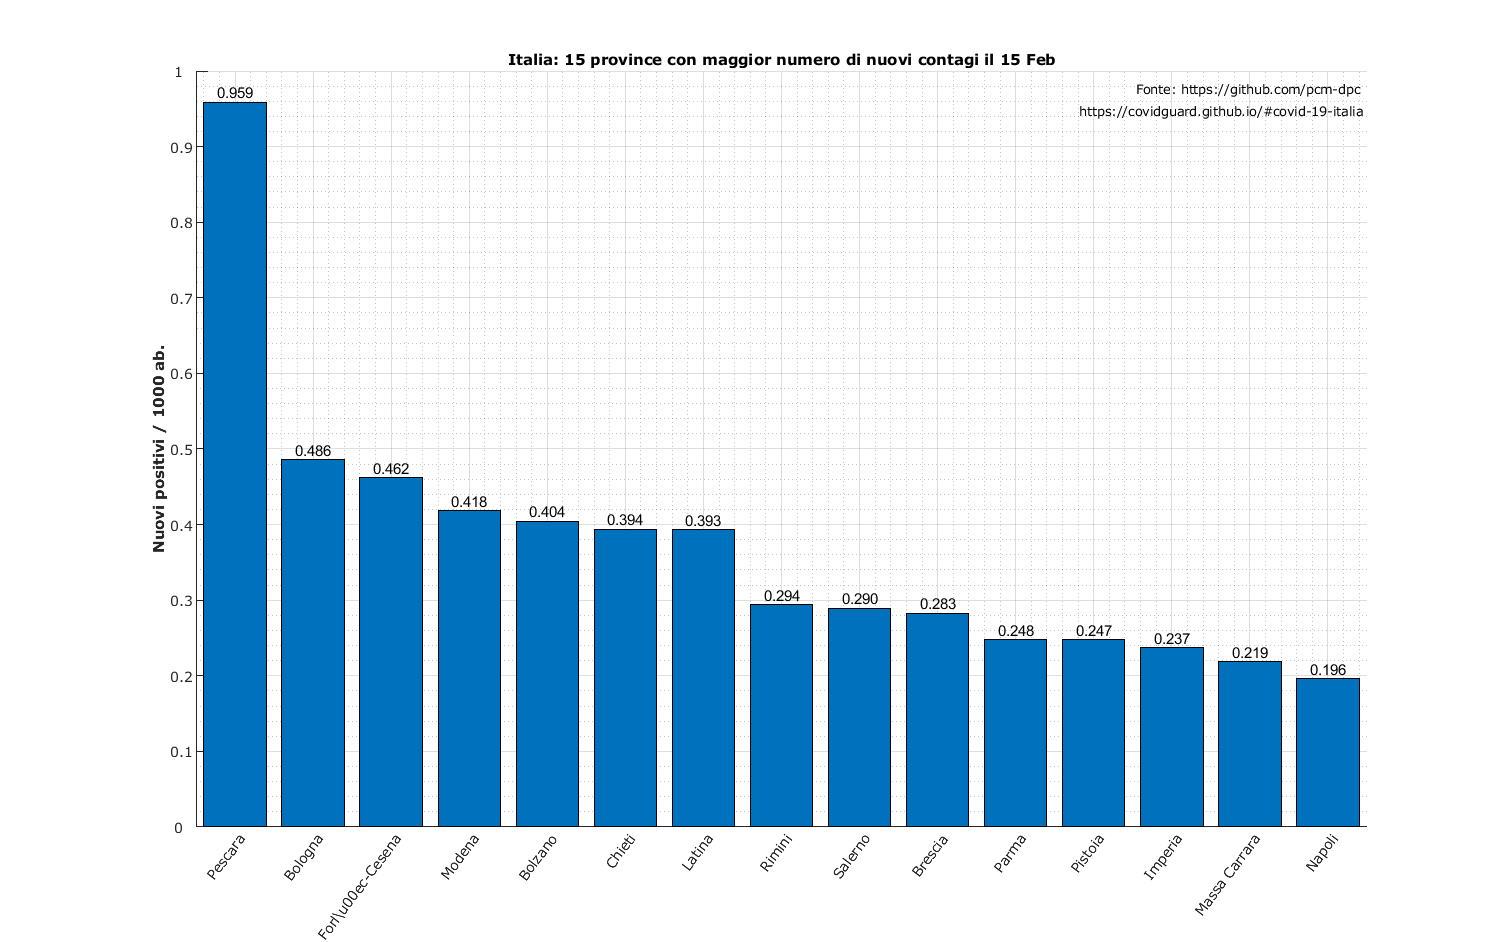 Italia: 15 province con maggior numero di nuovi contagi il 15 Feb
Fonte: https://github.com/pcm-dpc
https://covidguard.github.io/#covid-19-italia
Nuovi positivi / 1000 ab.
1
0.9
0.8
0.7
0.6
0.5
0.4
0.3
0.2
0.1
0
0.959
0.486
0.462
0.418
0.404
0.394
0.393
0.294
0.290
0.283
0.248
0.247
0.237
0.219
0.196
Pescara
Bologna
Forl\u00ec-Cesena
Modena
Bolzano
Chieti
Latina
Rimini
Salerno
Brescia
Parma
Pistoia
Imperia
Massa Carrara
Napoli